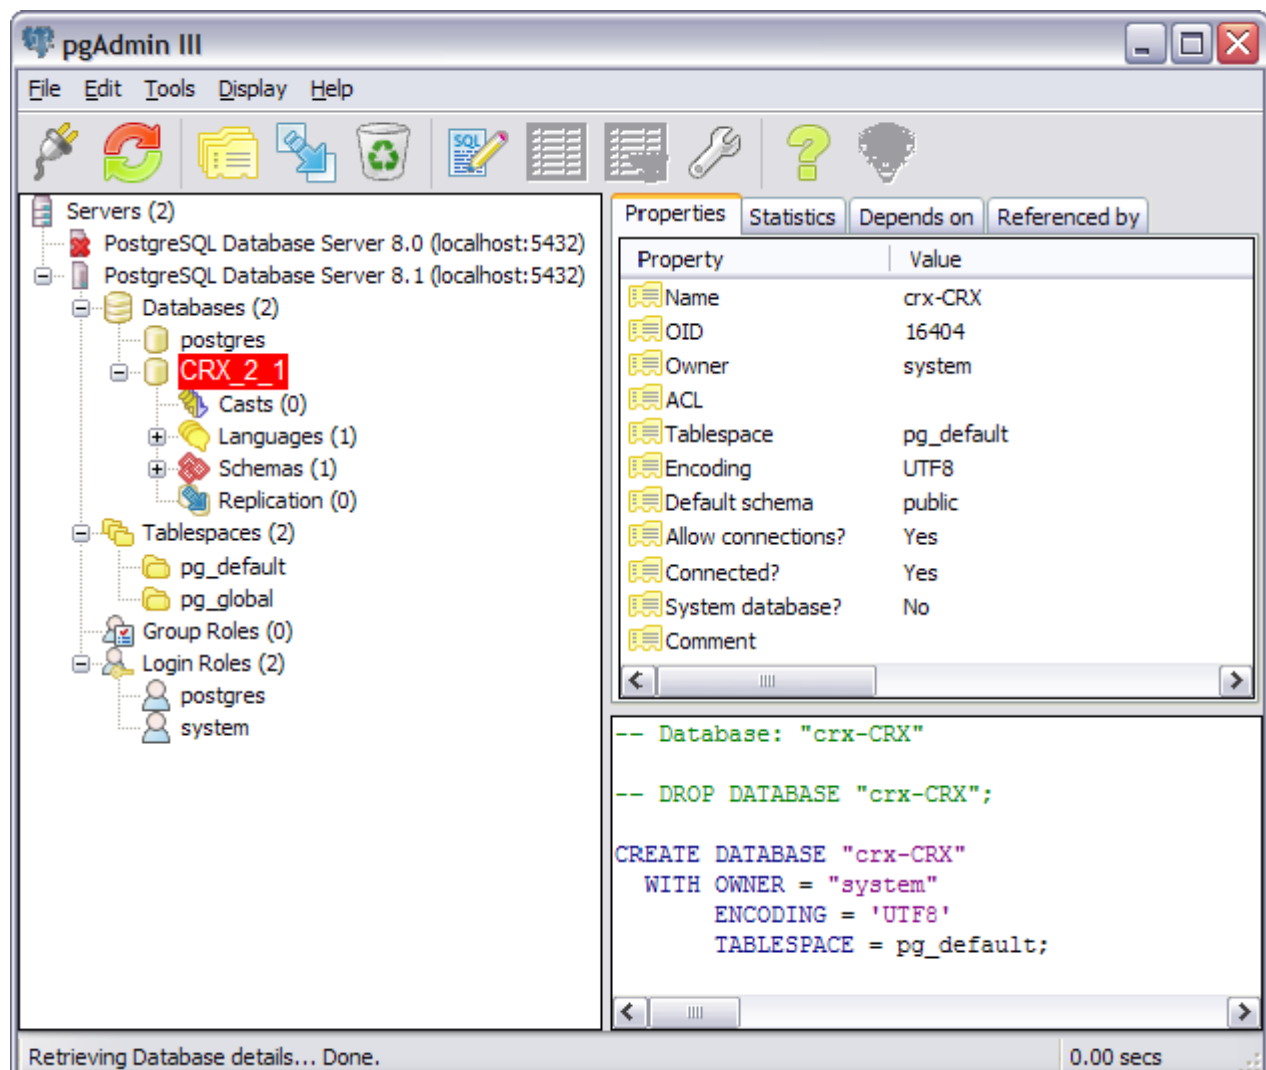 pgAdmin III
File Edit Tools Display Help
SQL
Servers (2)
PostgreSQL Database Server 8.0 (localhost:5432)
PostgreSQL Database Server 8.1 (localhost:5432)
Databases (2)
postgres
CRX_2_1
Casts (0)
Languages (1)
Schemas (1)
Replication (0)
Tablespaces (2)
pg_default
pg_global
Group Roles (0)
Login Roles (2)
postgres
system
Properties Statistics Depends on Referenced by
Property Value
Name crx-CRX
OID 16404
Owner system
ACL
Tablespace pg_default
Encoding UTF8
Default schema public
Allow connections? Yes
Connected? Yes
System database? No
Comment
-- Database: "crx-CRX"
-- DROP DATABASE "crx-CRX";
CREATE DATABASE "crx-CRX"
WITH OWNER = "system"
ENCODING = 'UTF8'
TABLESPACE = pg_default;
Retrieving Database details... Done. 0.00 secs